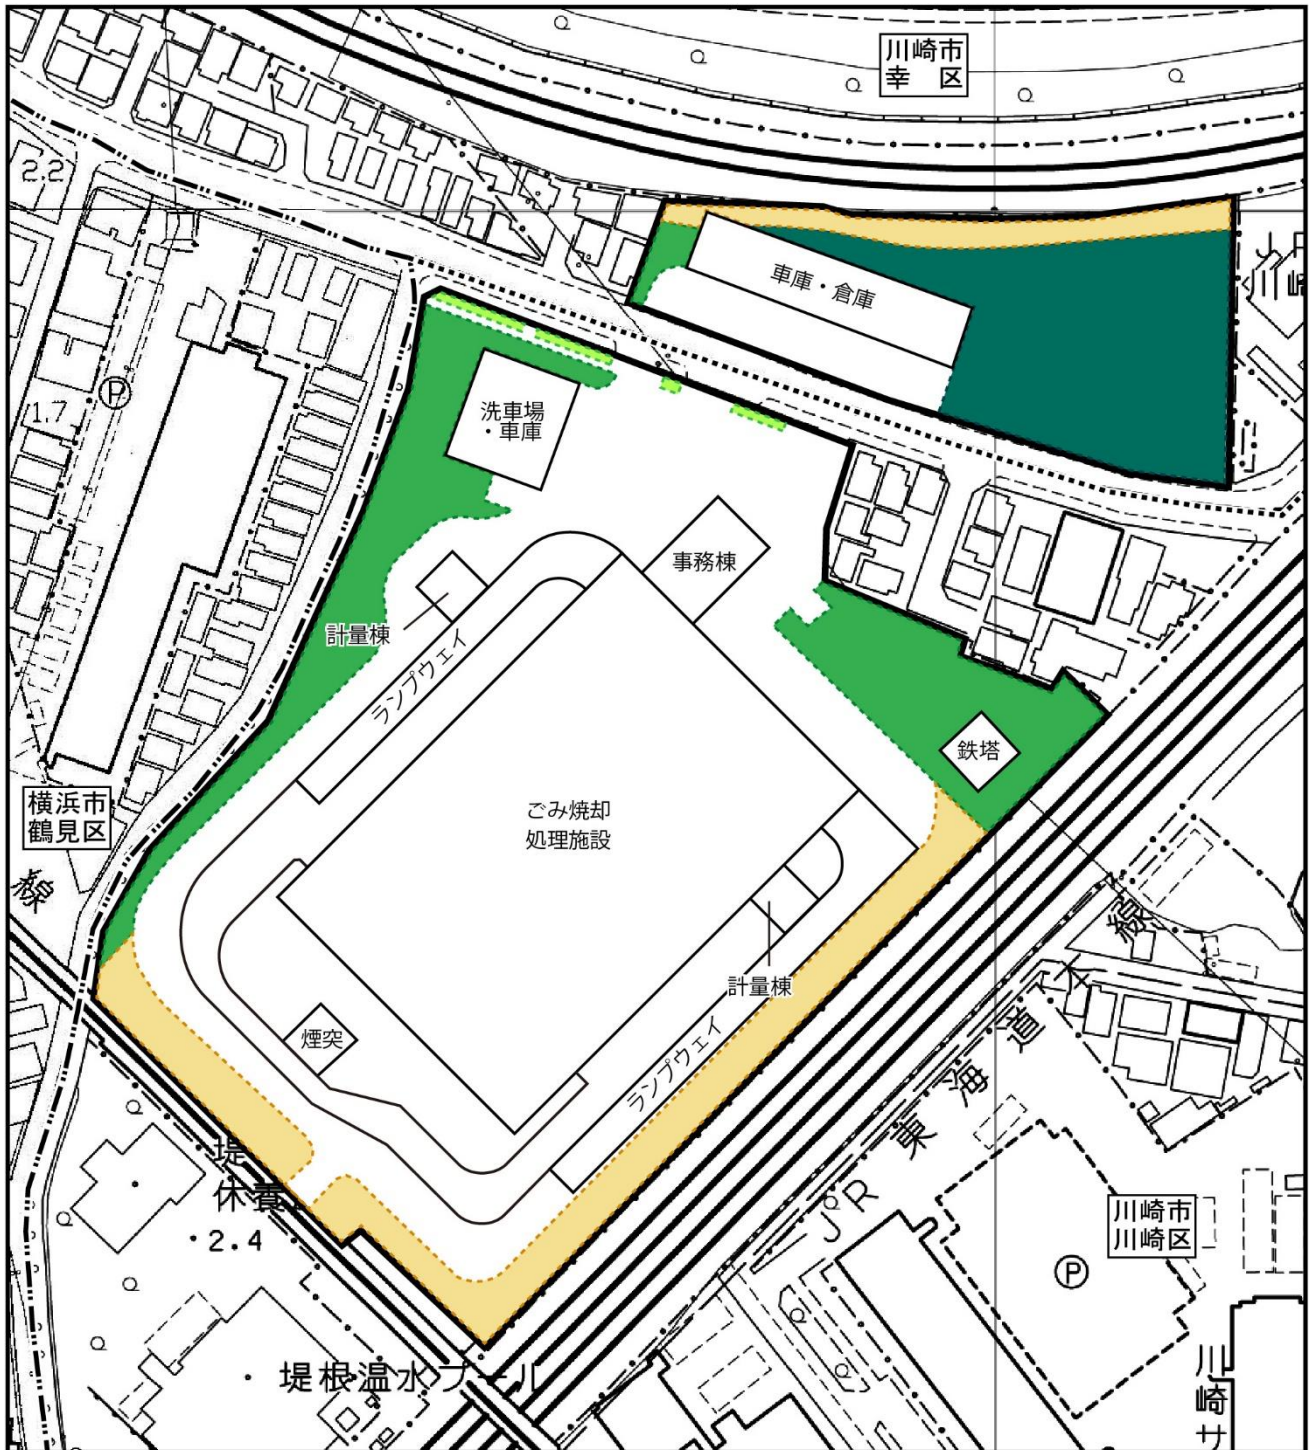 川崎市
幸　区
2.2
車庫・倉庫
J R
川崎
P
1.7
洗車場
・車庫
事務棟
計量棟
ランプウェイ
鉄塔
横浜市
鶴見区
ごみ焼却
処理施設
線
線
計量棟
本
煙突
ランプウェイ
道
海
東
堤
休養
・2.4
JR
川崎市
川崎区
P
堤根温水プール
川
崎
サ